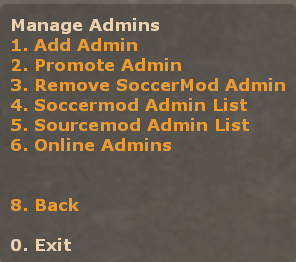 Manage Admins
1. Add Admin
2. Promote Admin
3. Remove SoccerMod Admin
4. Soccermod Admin List
5. Sourcemod Admin List
6. Online Admins
8. Back
0. Exit